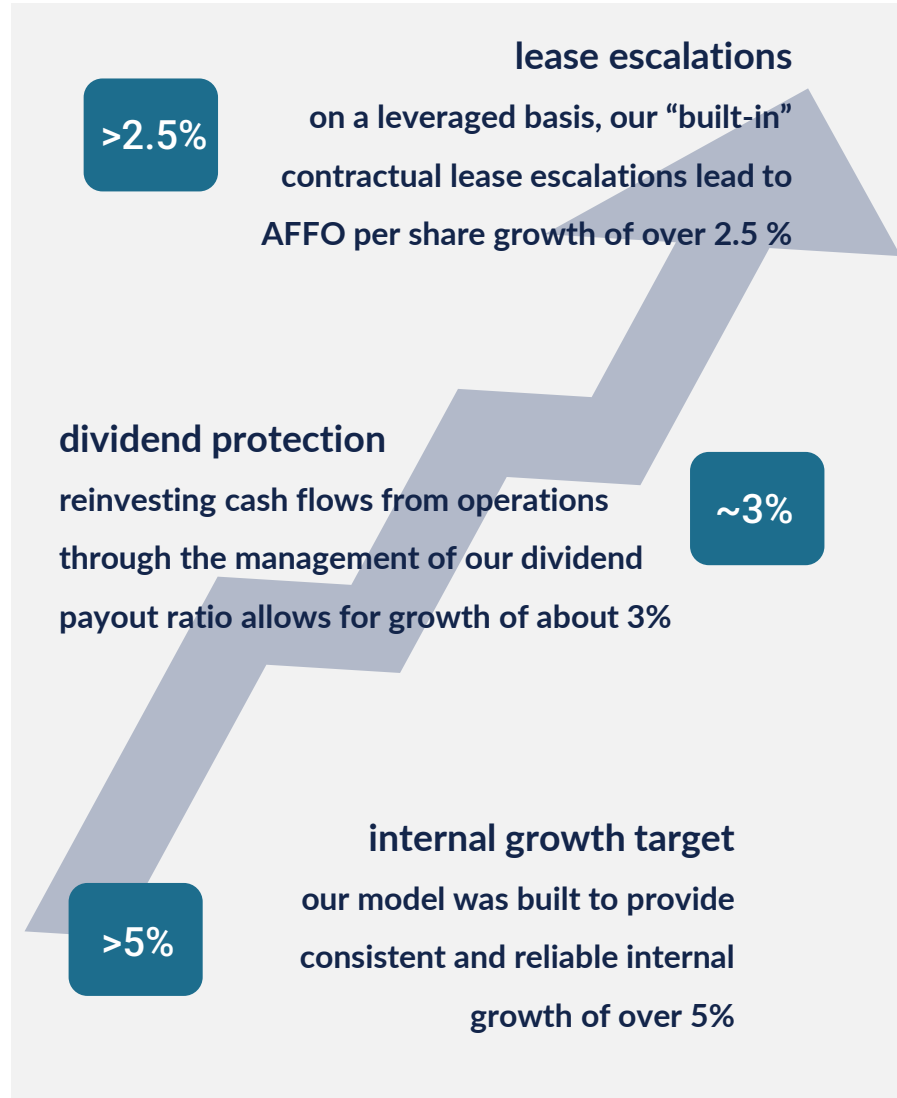 lease escalations
>2.5%
on a leveraged basis, our “built-in”
contractual lease escalations lead to
AFFO per share growth of over 2.5 %
dividend protection
reinvesting cash flows from operations
~3%
through the management of our dividend
payout ratio allows for growth of about 3%
internal growth target
our model was built to provide
>5%
consistent and reliable internal
growth of over 5%